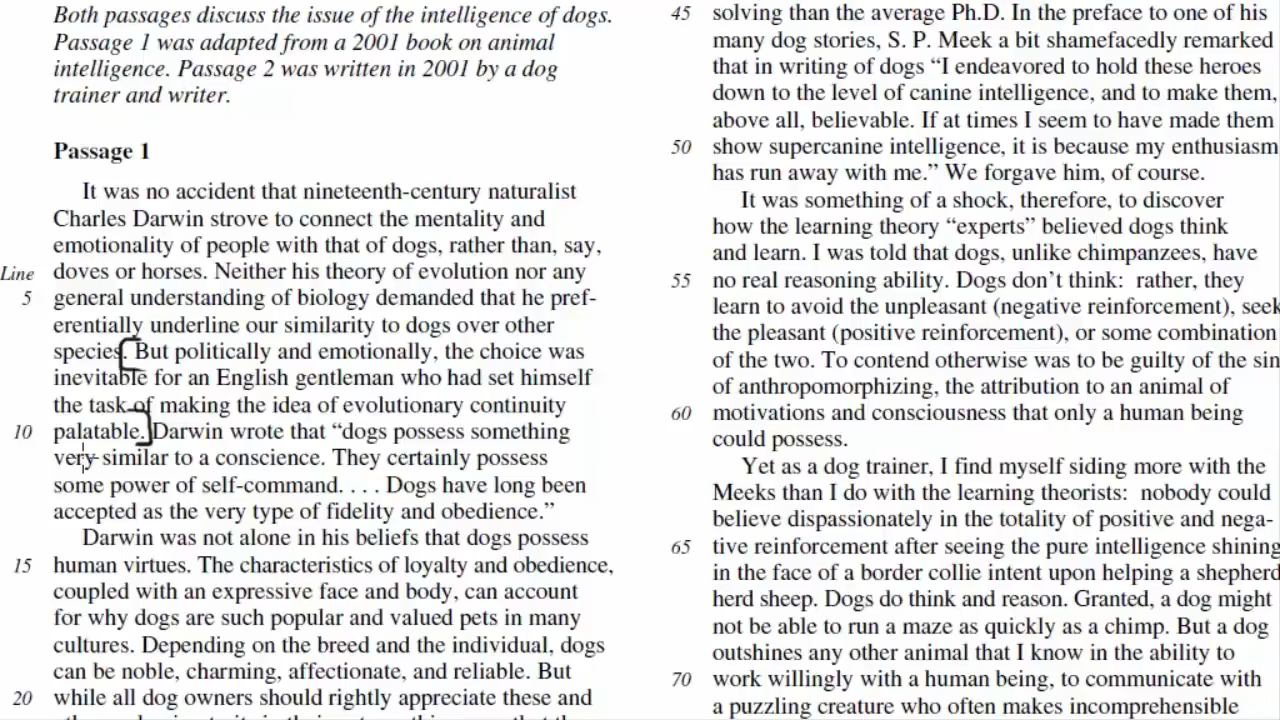 Both passages discuss the issue of the intelligence of dogs.
Passage 1 was adapted from a 2001 book on animal
intelligence. Passage 2 was written in 2001 by a dog
trainer and writer.
Passage 1
It was no accident that nineteenth-century naturalist
Charles Darwin strove to connect the mentality and
emotionality of people with that of dogs, rather than, say,
Line doves or horses. Neither his theory of evolution nor any
5 general understanding of biology demanded that he pref-
erentially underline our similarity to dogs over other
species. But politically and emotionally, the choice was
inevitable for an English gentleman who had set himself
the task of making the idea of evolutionary continuity
10 palatable. Darwin wrote that “dogs possess something
very similar to a conscience. They certainly possess
some power of self-command. . . . Dogs have long been
accepted as the very type of fidelity and obedience.”
Darwin was not alone in his beliefs that dogs possess
15 human virtues. The characteristics of loyalty and obedience,
coupled with an expressive face and body, can account
for why dogs are such popular and valued pets in many
cultures. Depending on the breed and the individual, dogs
can be noble, charming, affectionate, and reliable. But
20 while all dog owners should rightly appreciate these and
45 solving than the average Ph.D. In the preface to one of his
many dog stories, S. P. Meek a bit shamefacedly remarked
that in writing of dogs “I endeavored to hold these heroes
down to the level of canine intelligence, and to make them,
above all, believable. If at times I seem to have made them
50 show supercanine intelligence, it is because my enthusiasm
has run away with me.” We forgave him, of course.
It was something of a shock, therefore, to discover
how the learning theory “experts” believed dogs think
and learn. I was told that dogs, unlike chimpanzees, have
55 no real reasoning ability. Dogs don’t think: rather, they
learn to avoid the unpleasant (negative reinforcement), seek
the pleasant (positive reinforcement), or some combination
of the two. To contend otherwise was to be guilty of the sin
of anthropomorphizing, the attribution to an animal of
60 motivations and consciousness that only a human being
could possess.
Yet as a dog trainer, I find myself siding more with the
Meeks than I do with the learning theorists: nobody could
believe dispassionately in the totality of positive and nega-
65 tive reinforcement after seeing the pure intelligence shining
in the face of a border collie intent upon helping a shepherd
herd sheep. Dogs do think and reason. Granted, a dog might
not be able to run a maze as quickly as a chimp. But a dog
outshines any other animal that I know in the ability to
70 work willingly with a human being, to communicate with
a puzzling creature who often makes incomprehensible